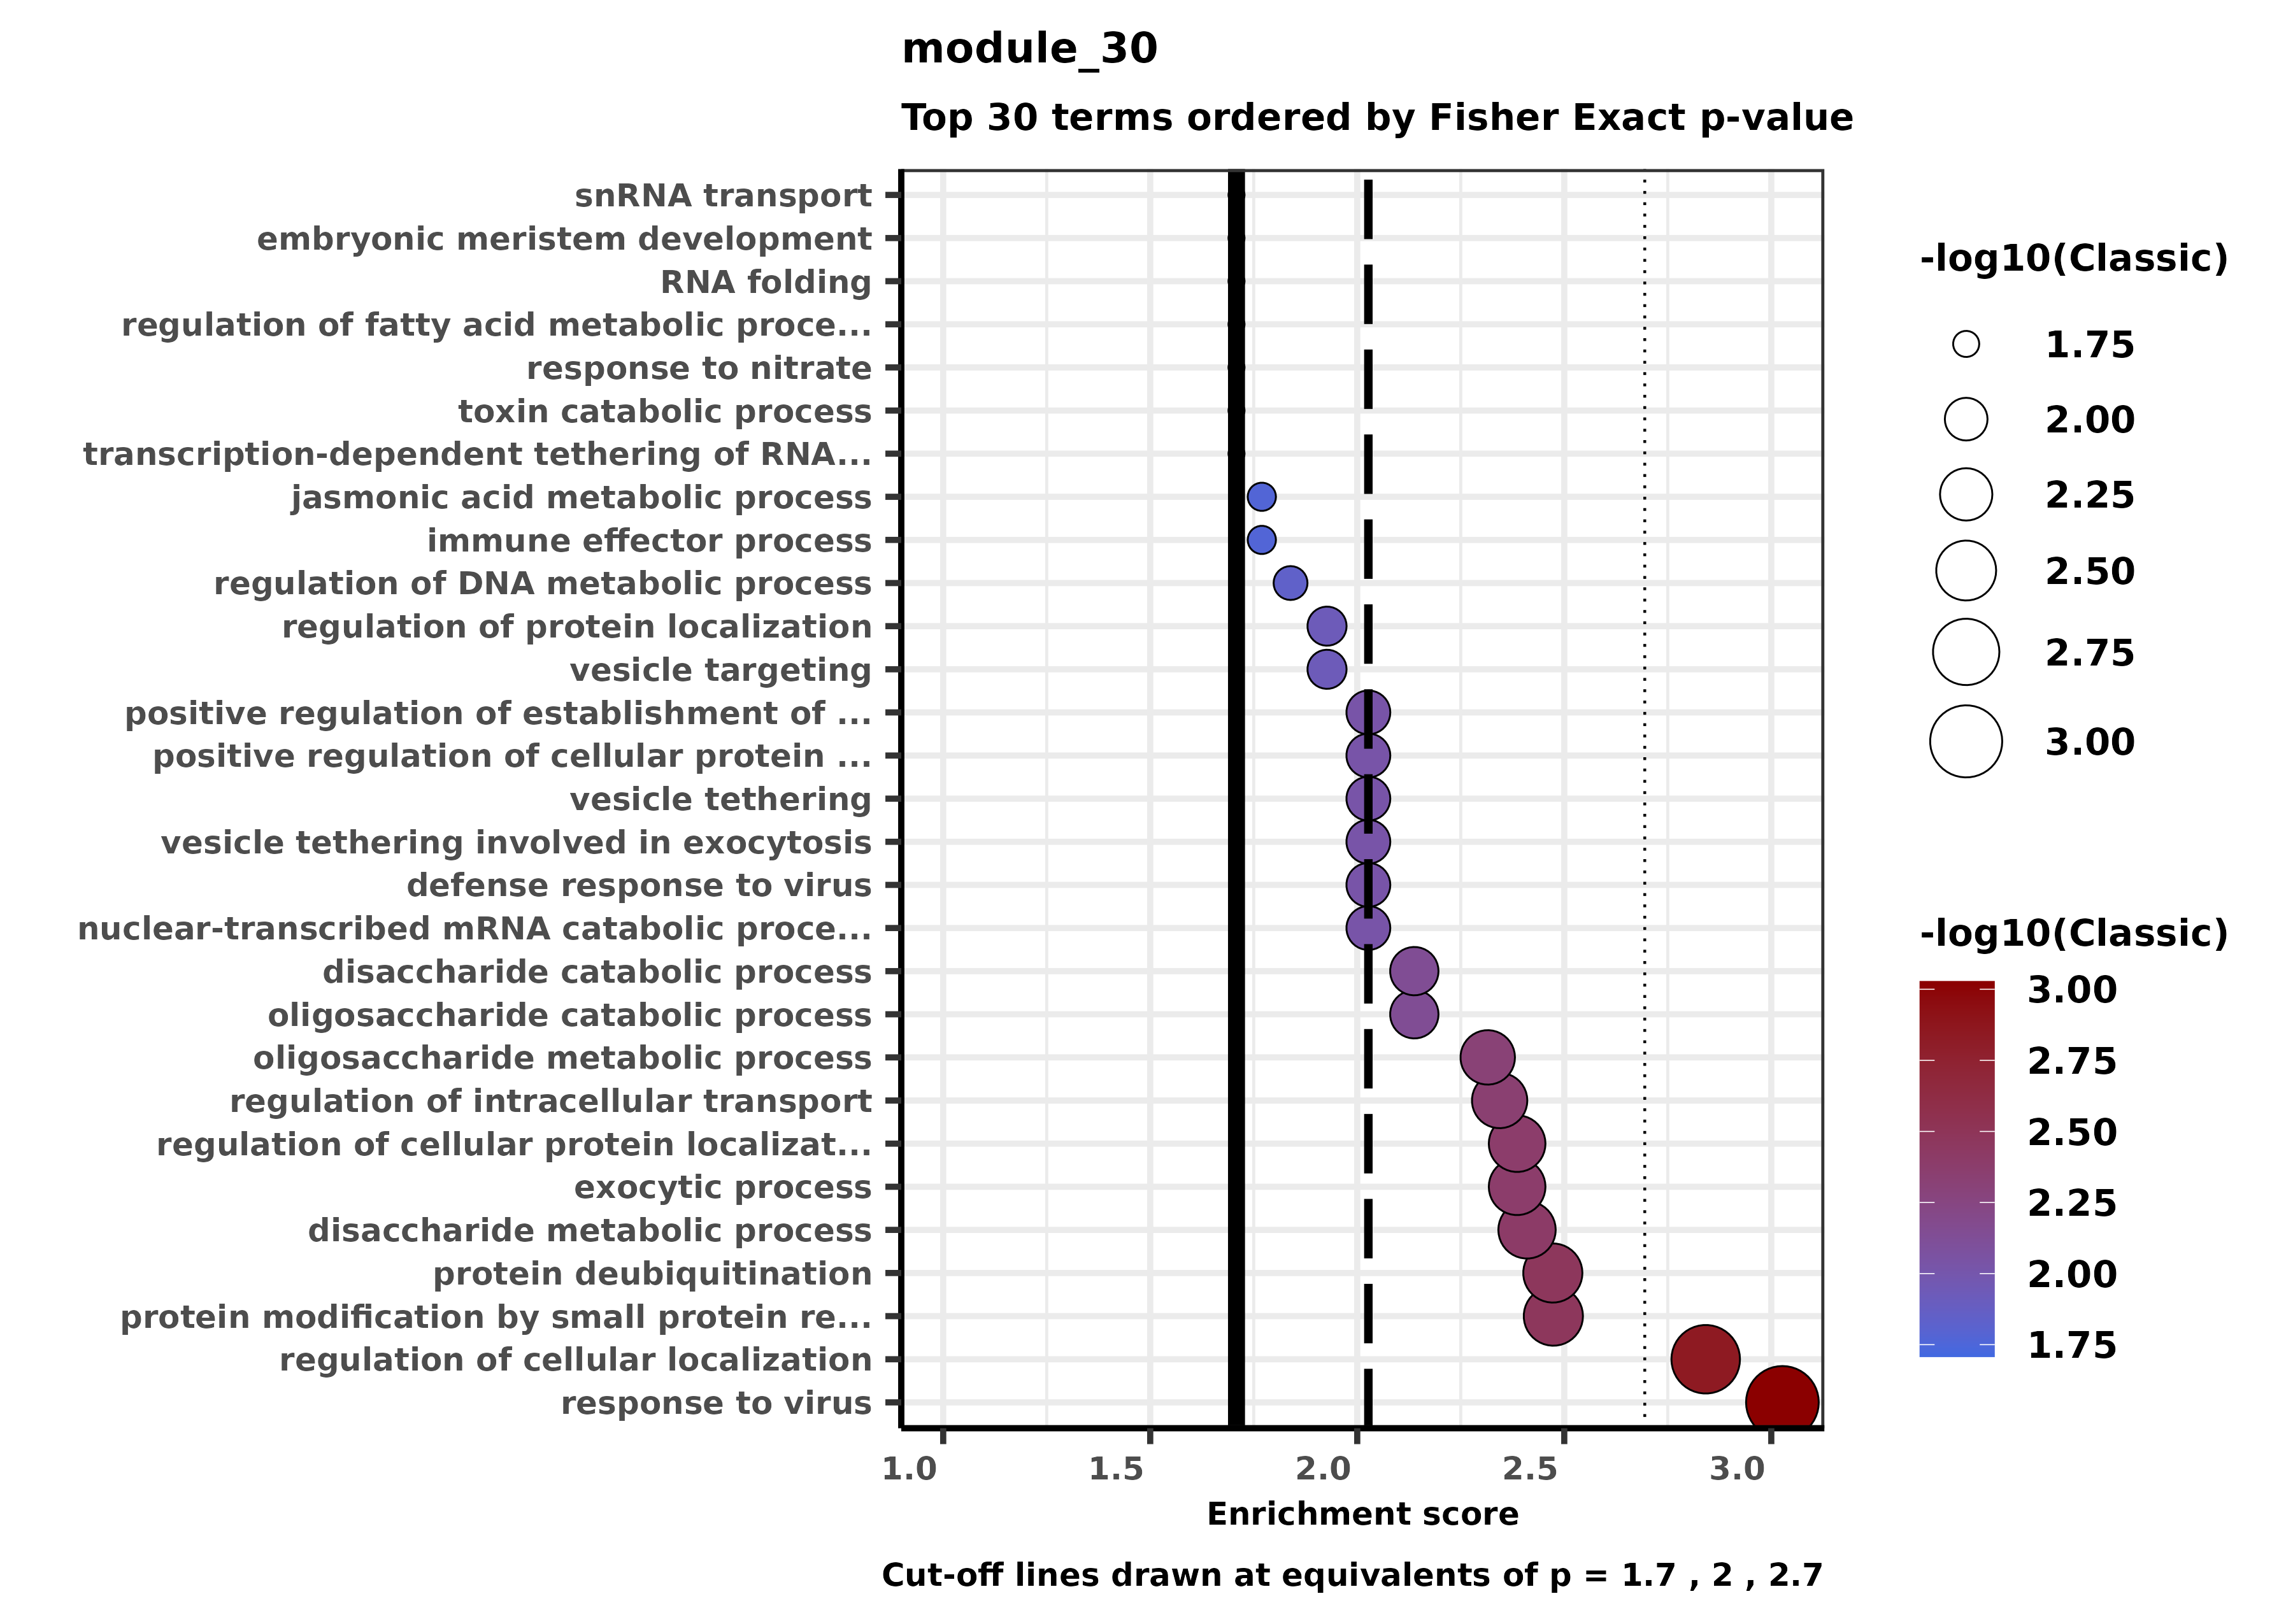 module_30
Top 30 terms ordered by Fisher Exact p-value
snRNA transport
embryonic meristem development
RNA folding
regulation of fatty acid metabolic proce...
response to nitrate
toxin catabolic process
transcription-dependent tethering of RNA...
jasmonic acid metabolic process
immune effector process
regulation of DNA metabolic process
regulation of protein localization
vesicle targeting
positive regulation of establishment of ...
positive regulation of cellular protein ...
vesicle tethering
vesicle tethering involved in exocytosis
defense response to virus
nuclear-transcribed mRNA catabolic proce...
disaccharide catabolic process
oligosaccharide catabolic process
oligosaccharide metabolic process
regulation of intracellular transport
regulation of cellular protein localizat...
exocytic process
disaccharide metabolic process
protein deubiquitination
protein modification by small protein re...
regulation of cellular localization
response to virus
1.0 1.5 2.0 2.5 3.0
Enrichment score
Cut-off lines drawn at equivalents of p = 1.7 , 2 , 2.7
-log10(Classic)
1.75
2.00
2.25
2.50
2.75
3.00
-log10(Classic)
3.00
2.75
2.50
2.25
2.00
1.75